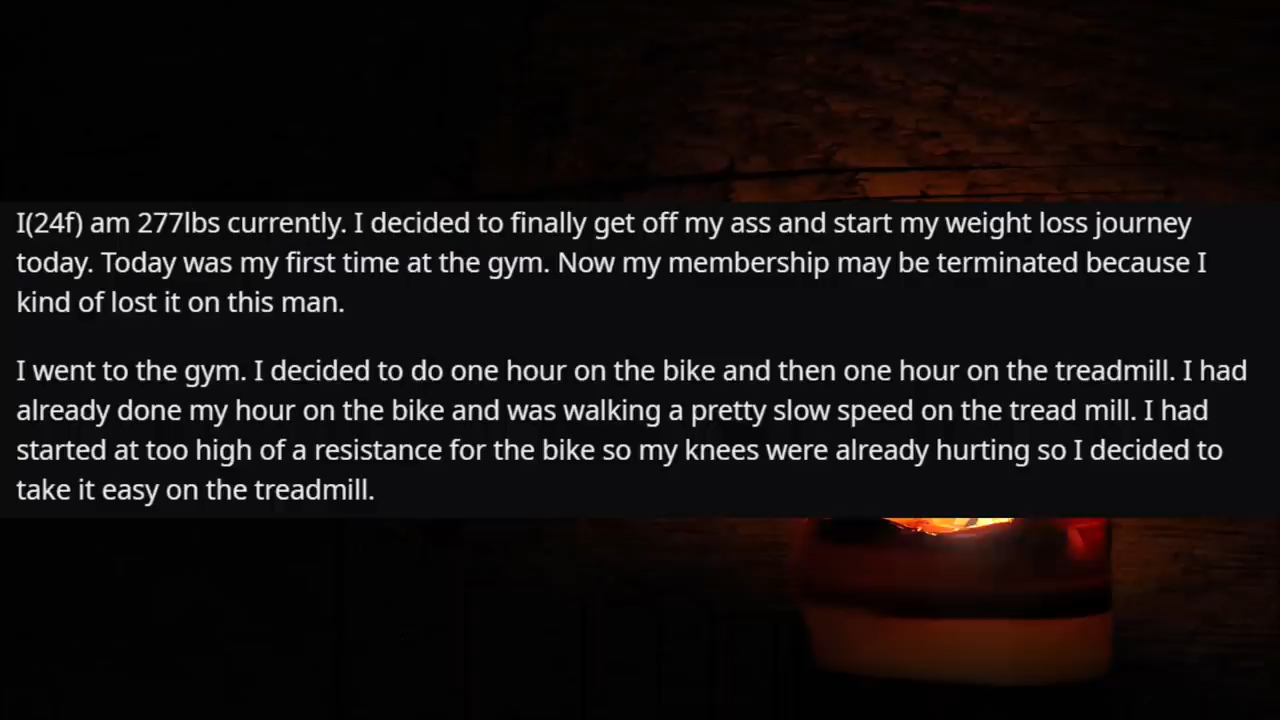 I(24f) am 277lbs currently. I decided to finally get off my ass and start my weight loss journey
today. Today was my first time at the gym. Now my membership may be terminated because I
kind of lost it on this man.
I went to the gym. I decided to do one hour on the bike and then one hour on the treadmill. I had
already done my hour on the bike and was walking a pretty slow speed on the tread mill. I had
started at too high of a resistance for the bike so my knees were already hurting so I decided to
take it easy on the treadmill.